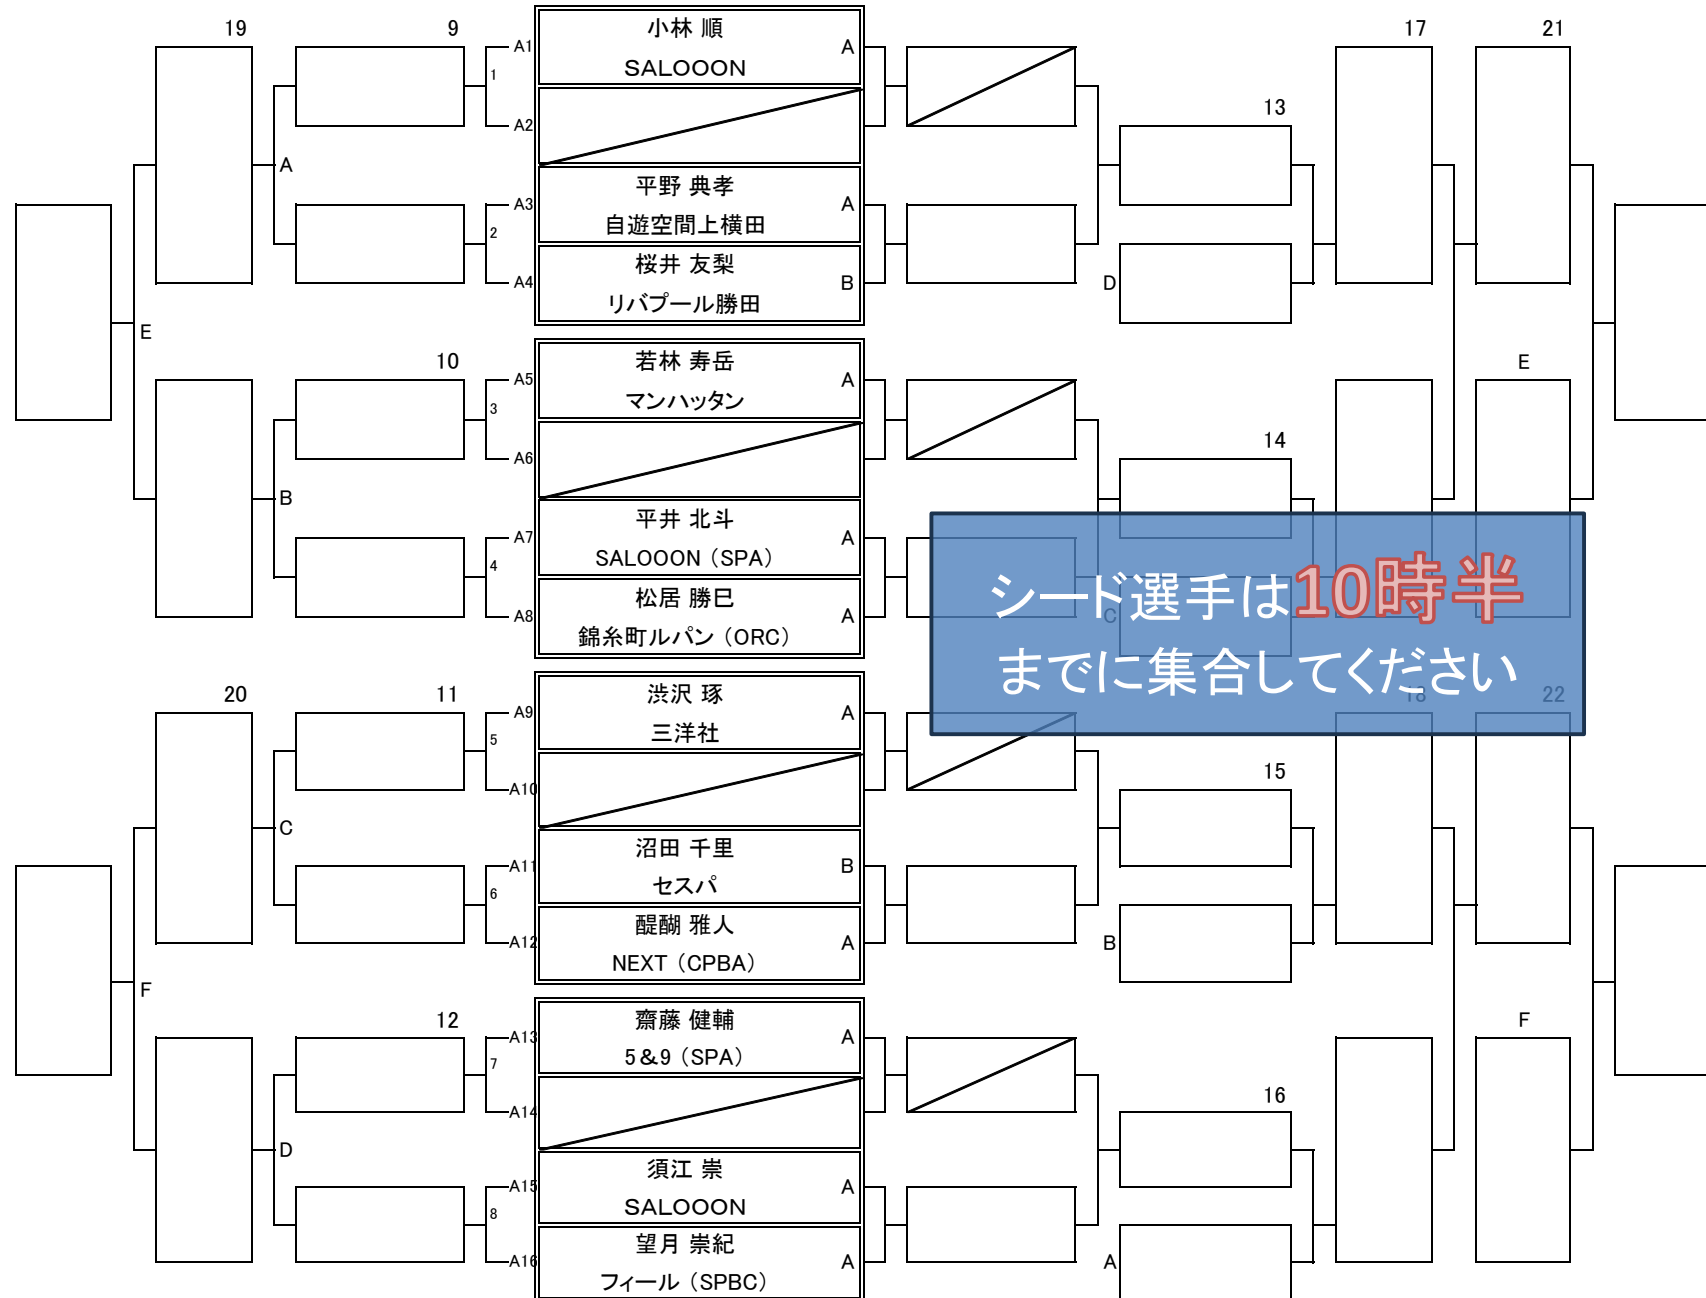 19
9
17
21
A1
小林 順
A
SALOOON
1
A2
13
A
平野 典孝
A3
A
自遊空間上横田
2
桜井 友梨
A4
B
リバプール勝田
D
E
10
若林 寿岳
A5
A
マンハッタン
E
3
A6
14
B
平井 北斗
A7
A
SALOOON（SPA）
4
松居 勝巳
A8
A
錦糸町ルパン（ORC）
C
シード選手は10時半
までに集合してください
20
11
渋沢 琢
A9
A
三洋社
18
22
5
A10
15
C
沼田 千里
A11
B
セスパ
6
醍醐 雅人
A12
A
NEXT（CPBA）
B
F
12
齋藤 健輔
A13
A
5＆9（SPA）
F
7
A14
16
D
須江 崇
A15
A
SALOOON
8
望月 崇紀
A16
A
フィール（SPBC）
A